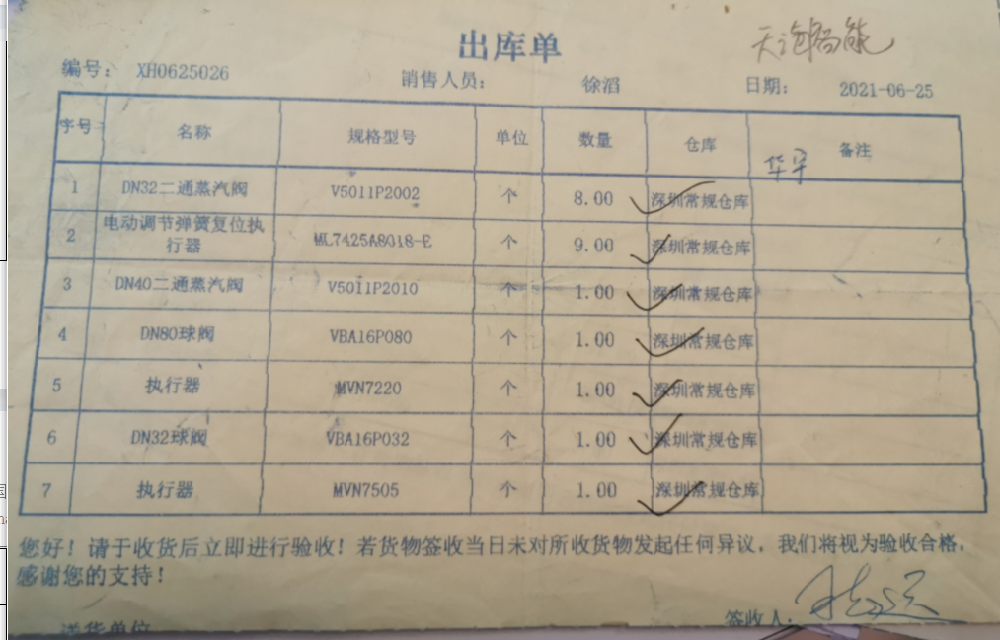 出库单
编号： XH0625026 销售人员： 徐滔 日期： 2021-06-25
序号 名称 规格型号 单位 数量 仓库 备注
华宇
1 DN32二通蒸汽阀 V5011P2002 个 8.00 深圳常规仓库
2 电动调节弹簧复位执行器 ML7425A8018-E 个 9.00 深圳常规仓库
3 DN40二通蒸汽阀 V5011P2010 个 1.00 深圳常规仓库
4 DN80球阀 VBA16P080 个 1.00 深圳常规仓库
5 执行器 MVN7220 个 1.00 深圳常规仓库
6 DN32球阀 VBA16P032 个 1.00 深圳常规仓库
7 执行器 MVN7505 个 1.00 深圳常规仓库
您好！请于收货后立即进行验收！若货物签收当日未对所收货物发起任何异议，我们将视为验收合格，
感谢您的支持！
送货单位 签收人：